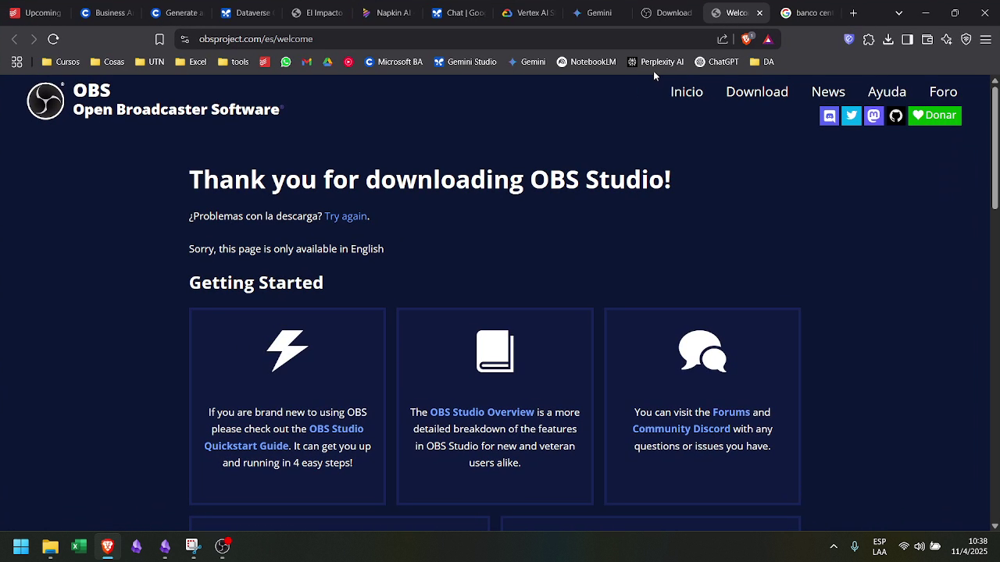 Upcoming
Business A
Generate a
Dataverse
El Impacto
Napkin AI
Chat | Goo
Vertex AI S
Gemini
Download
Welco
banco cent
obsproject.com/es/welcome
1
Cursos
Cosas
UTN
Excel
tools
Microsoft BA
Gemini Studio
Gemini
NotebookLM
Perplexity AI
ChatGPT
DA
OBS
Open Broadcaster Software
Inicio
Download
News
Ayuda
Foro
Donar
Thank you for downloading OBS Studio!
¿Problemas con la descarga? Try again.
Sorry, this page is only available in English
Getting Started
If you are brand new to using OBS
please check out the OBS Studio
Quickstart Guide. It can get you up
and running in 4 easy steps!
The OBS Studio Overview is a more
detailed breakdown of the features
in OBS Studio for new and veteran
users alike.
You can visit the Forums and
Community Discord with any
questions or issues you have.
ESP
LAA
10:38
11/4/2025